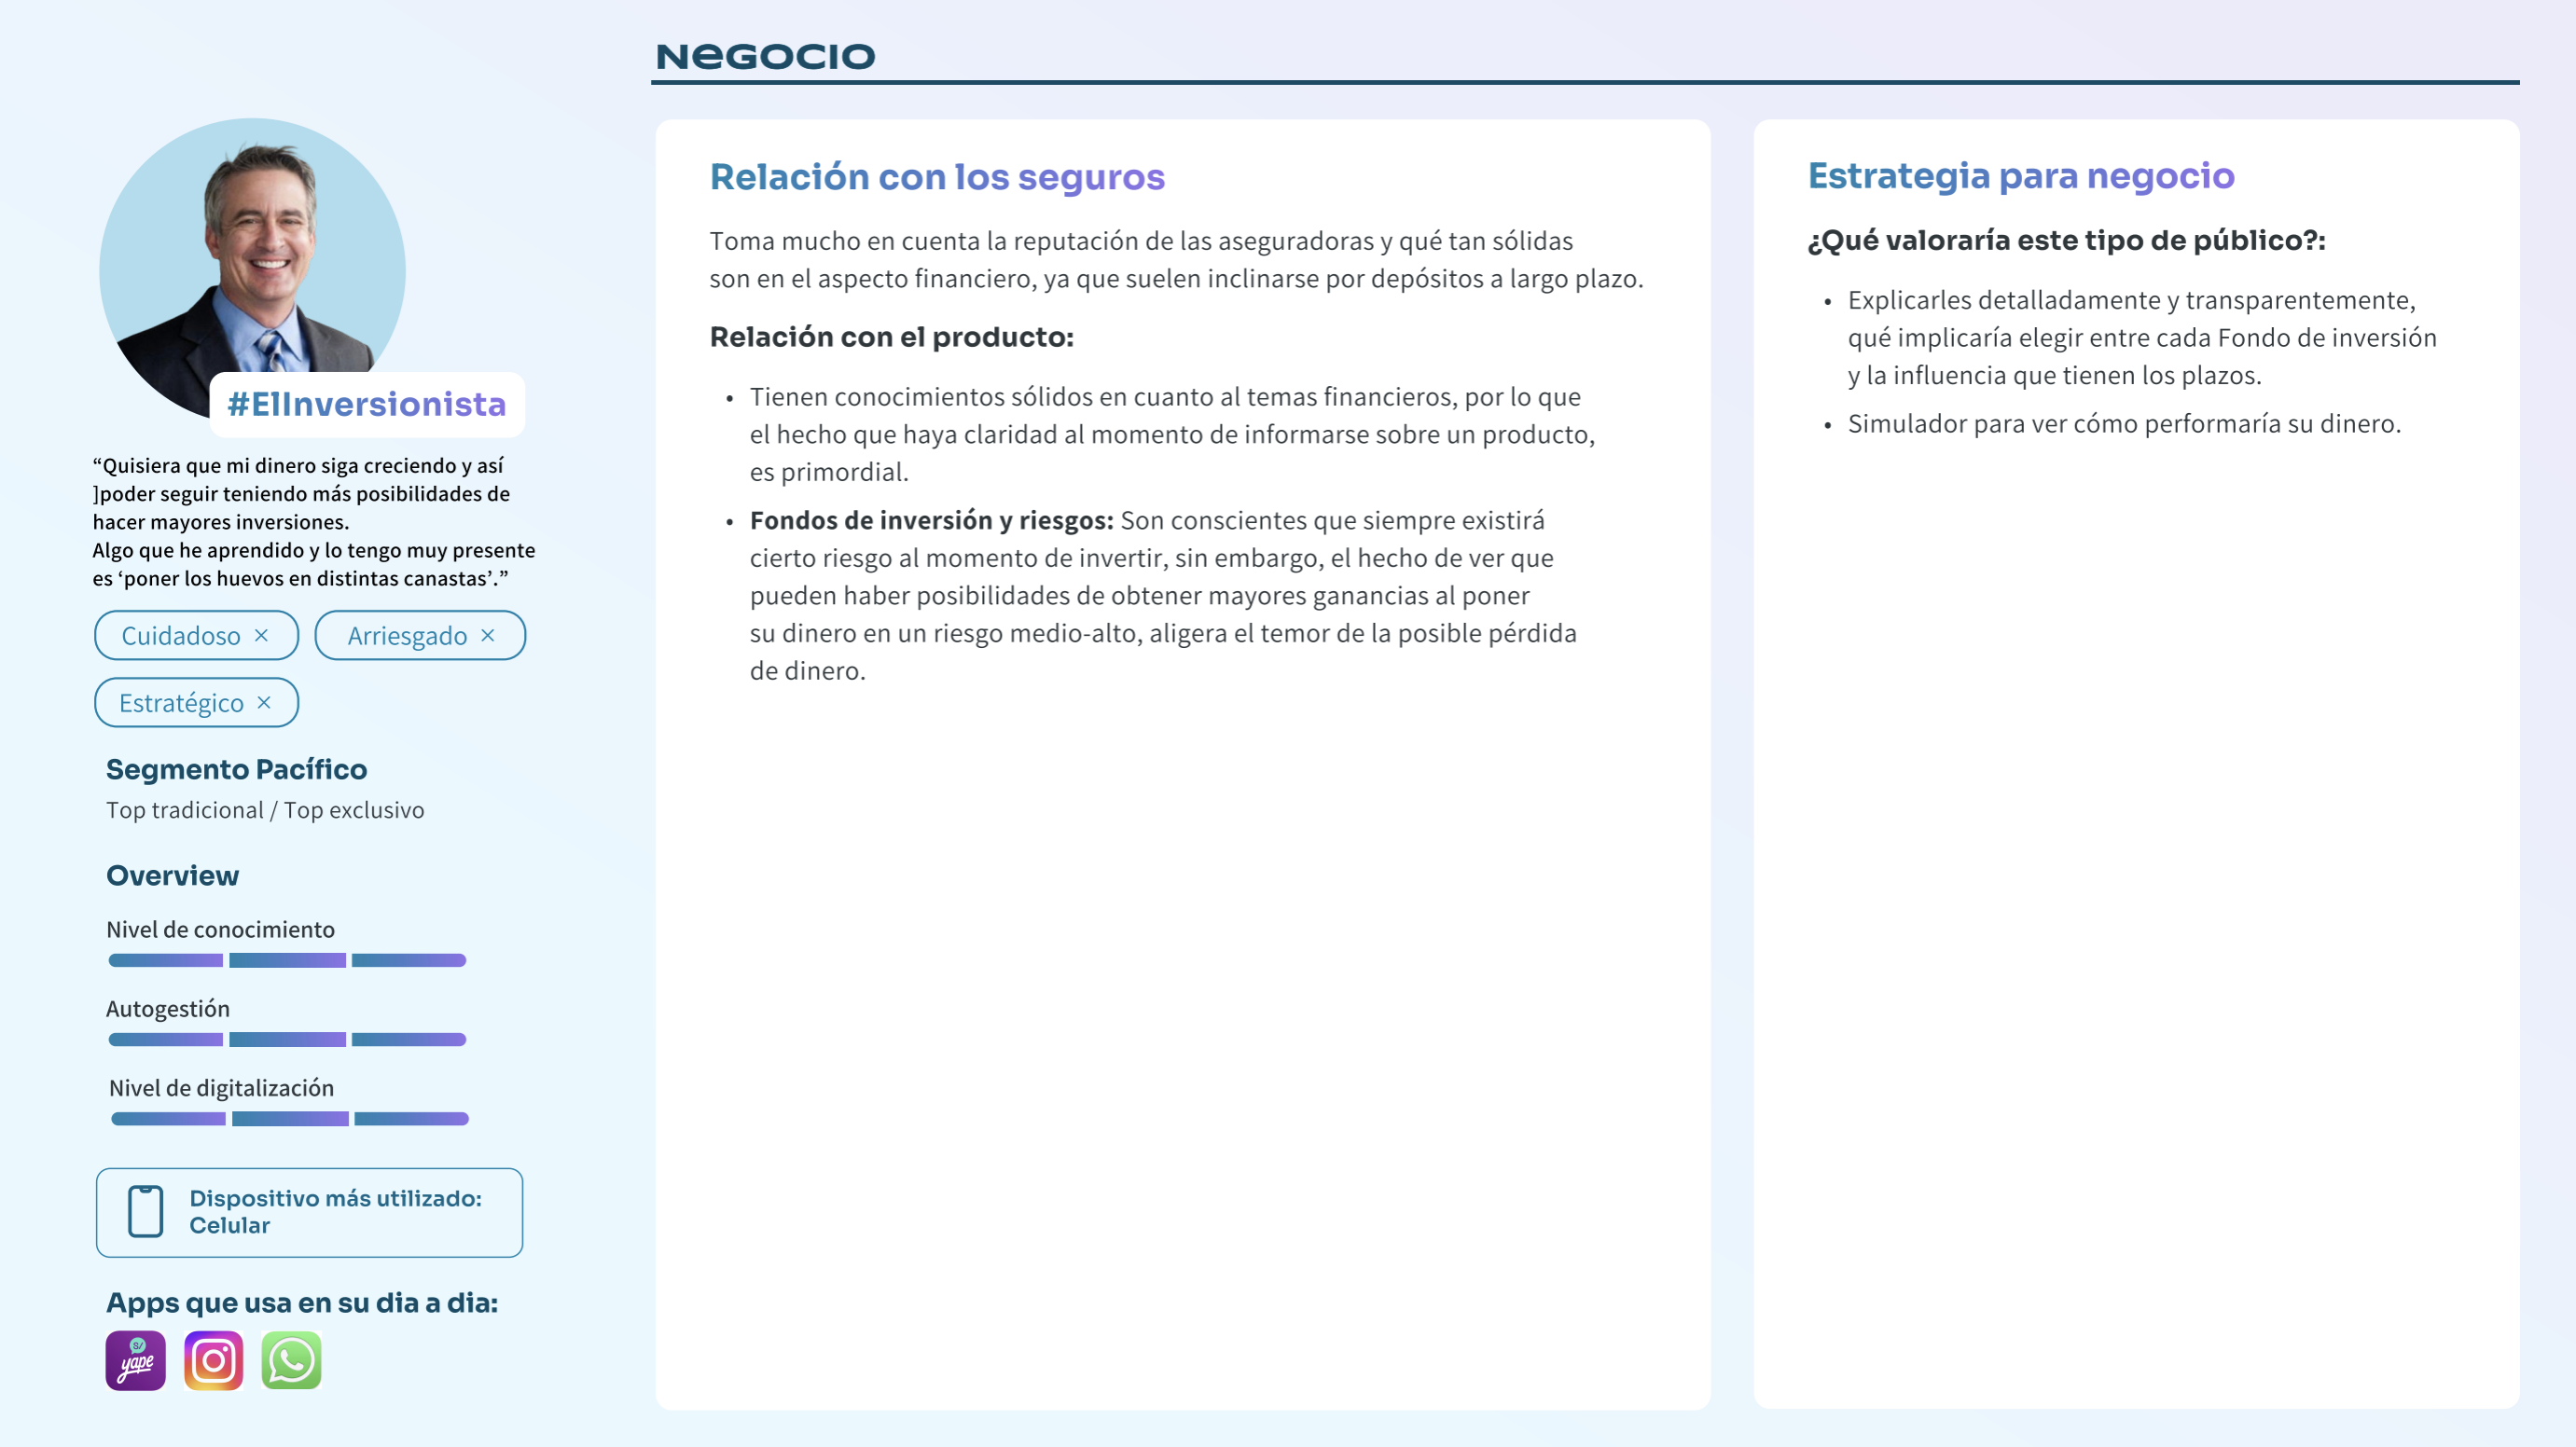 Negocio
#ElInversionista
“Quisiera que mi dinero siga creciendo y así
]poder seguir teniendo más posibilidades de
hacer mayores inversiones.
Algo que he aprendido y lo tengo muy presente
es ‘poner los huevos en distintas canastas’.”
Cuidadoso ×
Arriesgado ×
Estratégico ×
Segmento Pacífico
Top tradicional / Top exclusivo
Overview
Nivel de conocimiento
Autogestión
Nivel de digitalización
Dispositivo más utilizado:
Celular
Apps que usa en su dia a dia:
S/
yape
Relación con los seguros
Toma mucho en cuenta la reputación de las aseguradoras y qué tan sólidas
son en el aspecto financiero, ya que suelen inclinarse por depósitos a largo plazo.
Relación con el producto:
• Tienen conocimientos sólidos en cuanto al temas financieros, por lo que
el hecho que haya claridad al momento de informarse sobre un producto,
es primordial.
• Fondos de inversión y riesgos: Son conscientes que siempre existirá
cierto riesgo al momento de invertir, sin embargo, el hecho de ver que
pueden haber posibilidades de obtener mayores ganancias al poner
su dinero en un riesgo medio-alto, aligera el temor de la posible pérdida
de dinero.
Estrategia para negocio
¿Qué valoraría este tipo de público?:
• Explicarles detalladamente y transparentemente,
qué implicaría elegir entre cada Fondo de inversión
y la influencia que tienen los plazos.
• Simulador para ver cómo performaría su dinero.